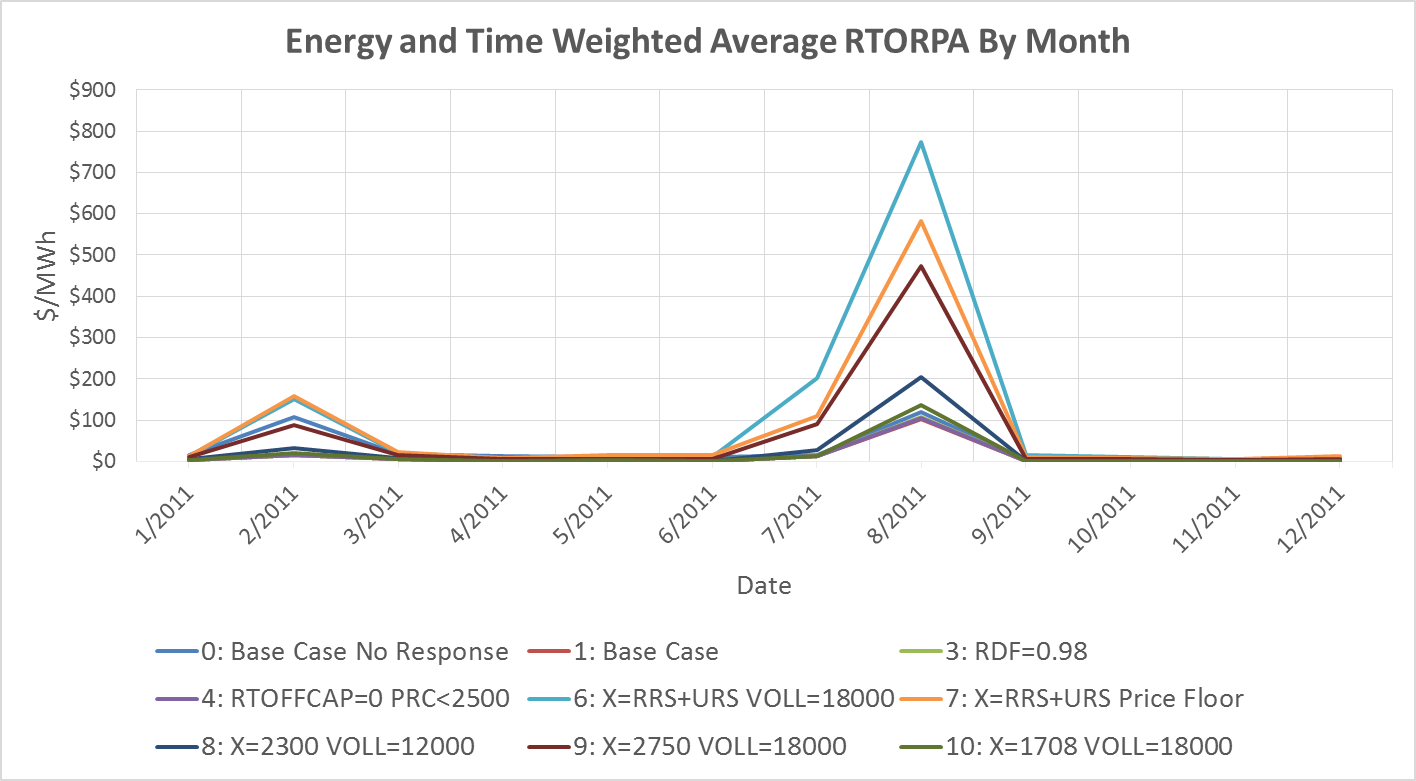 Energy and Time Weighted Average RTORPA By Month
$900
$800
$700
$600
$500
$400
$300
$200
$100
$0
$/MWh
1/2011
2/2011
3/2011
4/2011
5/2011
6/2011
7/2011
8/2011
9/2011
10/2011
11/2011
12/2011
Date
0: Base Case No Response
1: Base Case
3: RDF=0.98
4: RTOFFCAP=0 PRC<2500
6: X=RRS+URS VOLL=18000
7: X=RRS+URS Price Floor
8: X=2300 VOLL=12000
9: X=2750 VOLL=18000
10: X=1708 VOLL=18000